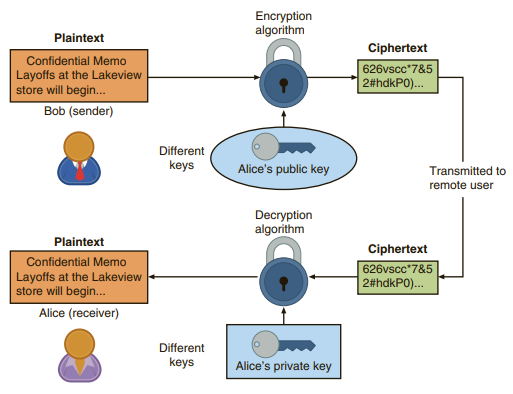 Encryption
algorithm
Plaintext
Confidential Memo
Layoffs at the Lakeview
store will begin...
Bob (sender)
Ciphertext
626vscc*7&5
2#hdkP0)...
Different
keys
Alice's public key
Transmitted to
remote user
Decryption
algorithm
Plaintext
Confidential Memo
Layoffs at the Lakeview
store will begin...
Alice (receiver)
Ciphertext
626vscc*7&5
2#hdkP0)...
Different
keys
Alice's private key